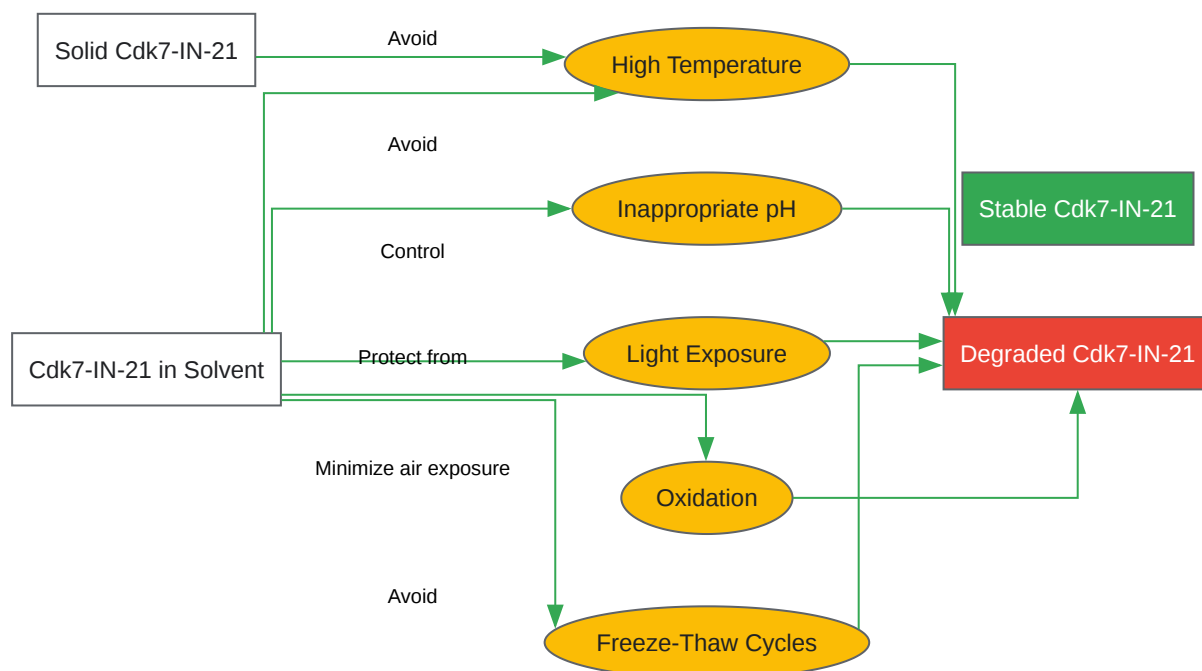 Solid Cdk7-IN-21
Avoid
High Temperature
Avoid
Inappropriate pH
Stable Cdk7-IN-21
Control
Cdk7-IN-21 in Solvent
Protect from
Light Exposure
Degraded Cdk7-IN-21
Minimize air exposure
Oxidation
Avoid
Freeze-Thaw Cycles